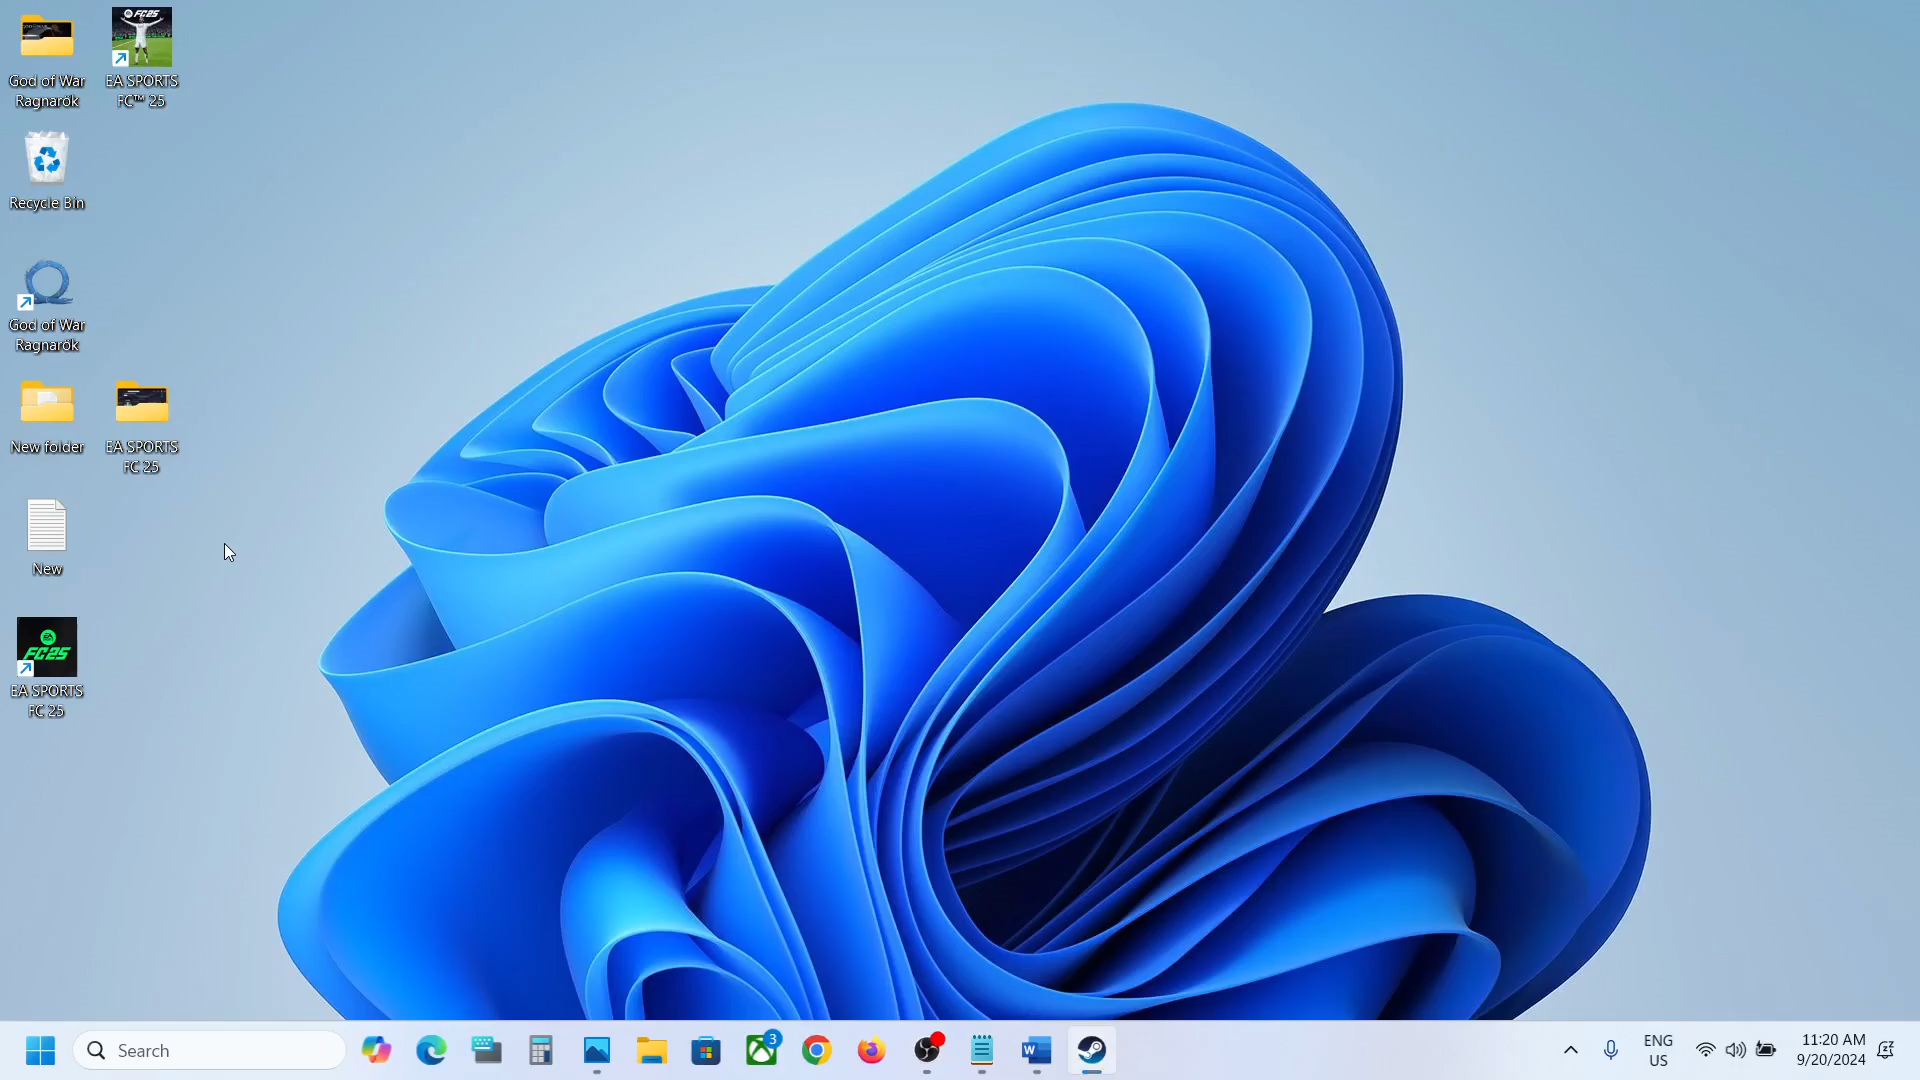 God of War
Ragnarök
EA SPORTS
FC™ 25
Recycle Bin
God of War
Ragnarök
New folder
EA SPORTS
FC 25
New
FC25
EA SPORTS
FC 25
Search
3
W
ENG
US
11:20 AM
9/20/2024